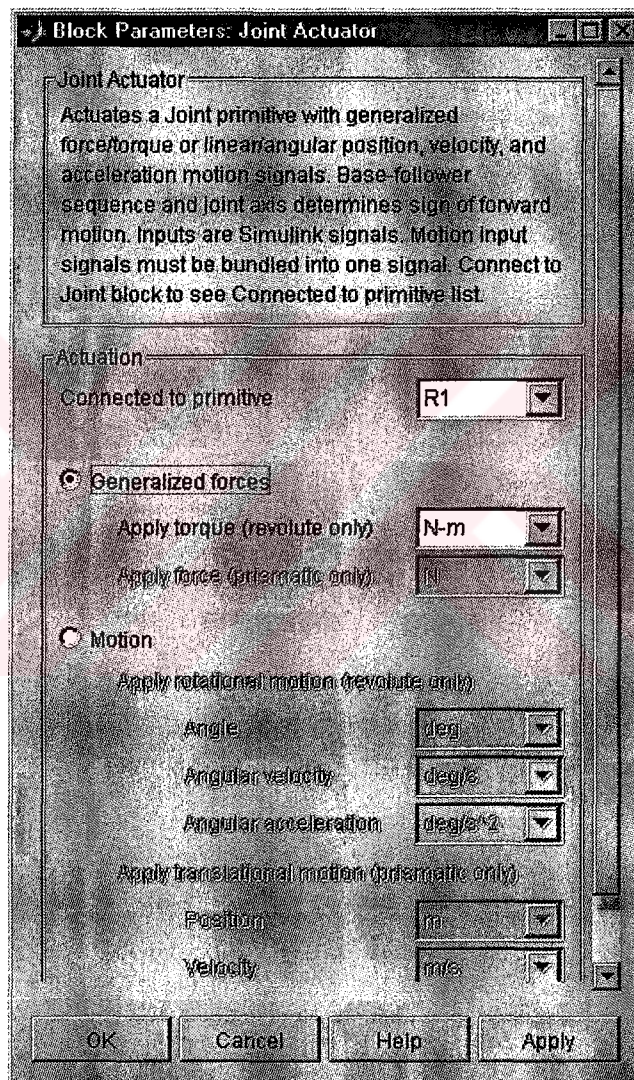 Block Parameters: Joint Actuator
Joint Actuator
Actuates a Joint primitive with generalized
force/torque or linear/angular position, velocity, and
acceleration motion signals. Base-follower
sequence and joint axis determines sign of forward
motion. Inputs are Simulink signals. Motion input
signals must be bundled into one signal. Connect to
Joint block to see Connected to primitive list.
Actuation
Connected to primitive R1
Generalized forces
Apply torque (revolute only) N-m
Apply force (prismatic only) N
Motion
Apply rotational motion (revolute only)
Angle deg
Angular velocity deg/s
Angular acceleration deg/s^2
Apply translational motion (prismatic only)
Position m
Velocity m/s
OK Cancel Help Apply